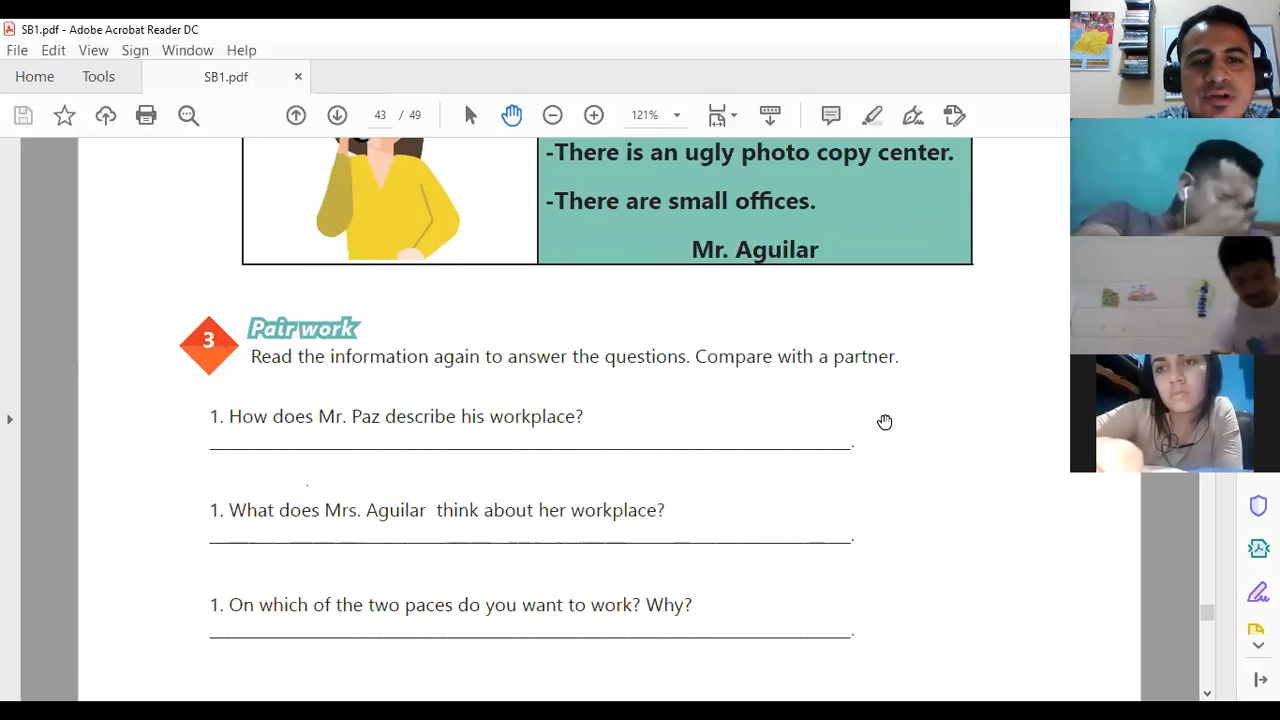 SB1.pdf - Adobe Acrobat Reader DC
File Edit View Sign Window Help
Home Tools SB1.pdf ×
43 / 49 121%
-There is an ugly photo copy center.
-There are small offices.
Mr. Aguilar
3 Pair work
Read the information again to answer the questions. Compare with a partner.
1. How does Mr. Paz describe his workplace?
1. What does Mrs. Aguilar think about her workplace?
1. On which of the two paces do you want to work? Why?